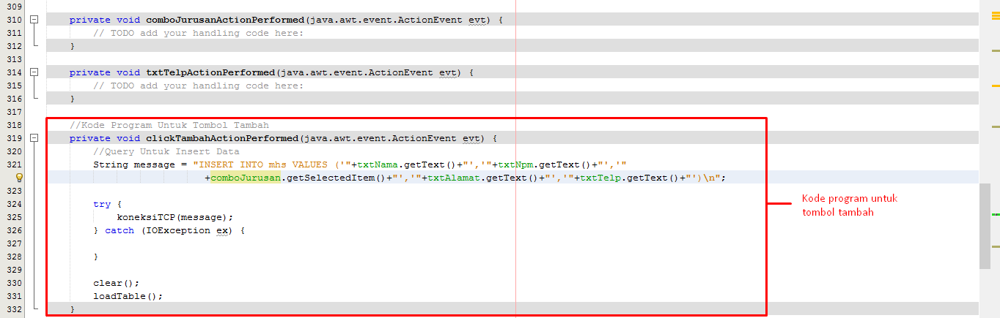 309
310 private void comboJurusanActionPerformed(java.awt.event.ActionEvent evt) {
311 // TODO add your handling code here:
312 }
313
314 private void txtTelpActionPerformed(java.awt.event.ActionEvent evt) {
315 // TODO add your handling code here:
316 }
317
318 //Kode Program Untuk Tombol Tambah
319 private void clickTambahActionPerformed(java.awt.event.ActionEvent evt) {
320 //Query Untuk Insert Data
321 String message = "INSERT INTO mhs VALUES ('"+txtNama.getText()+"','"+txtNpm.getText()+"','"
+comboJurusan.getSelectedItem()+"','"+txtAlamat.getText()+"','"+txtTelp.getText()+"')\n";
323
324 try {
325 koneksiTCP(message);
326 } catch (IOException ex) {
327
328 }
329
330 clear();
331 loadTable();
332 }
Kode program untuk
tombol tambah